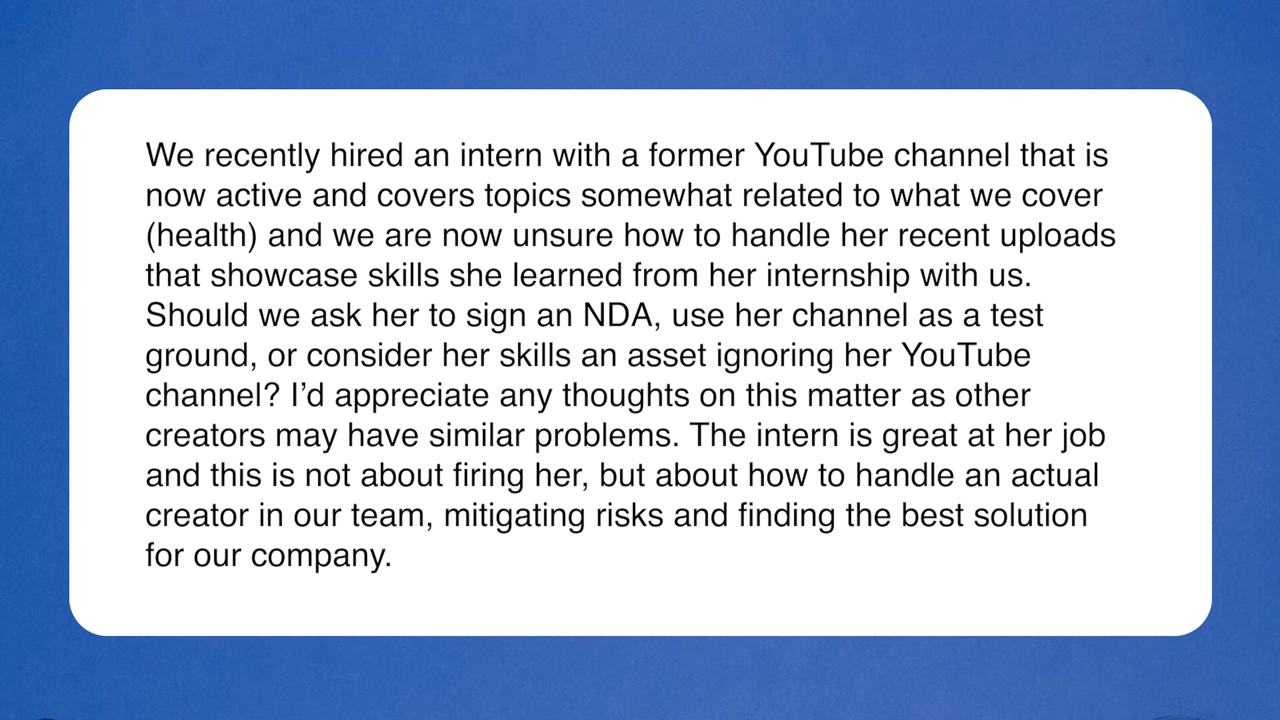 We recently hired an intern with a former YouTube channel that is
now active and covers topics somewhat related to what we cover
(health) and we are now unsure how to handle her recent uploads
that showcase skills she learned from her internship with us.
Should we ask her to sign an NDA, use her channel as a test
ground, or consider her skills an asset ignoring her YouTube
channel? I’d appreciate any thoughts on this matter as other
creators may have similar problems. The intern is great at her job
and this is not about firing her, but about how to handle an actual
creator in our team, mitigating risks and finding the best solution
for our company.